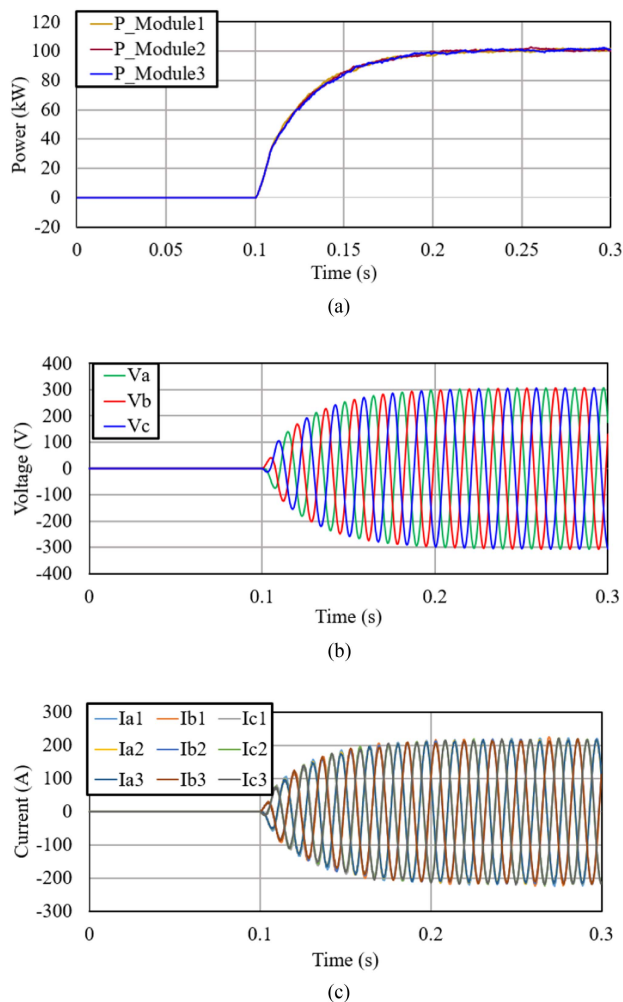 120
100
80
60
40
20
0
-20
Power (kW)
P_Module1
P_Module2
P_Module3
0 0.05 0.1 0.15 0.2 0.25 0.3
Time (s)
(a)
400
300
200
100
0
-100
-200
-300
-400
Voltage (V)
Va
Vb
Vc
0 0.1 0.2 0.3
Time (s)
(b)
300
200
100
0
-100
-200
-300
Current (A)
Ia1 Ib1 Ic1
Ia2 Ib2 Ic2
Ia3 Ib3 Ic3
0 0.1 0.2 0.3
Time (s)
(c)